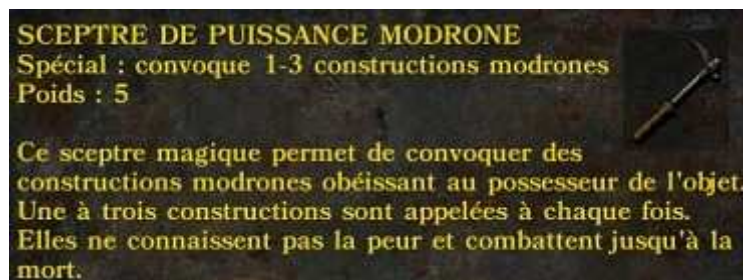 SCEPTRE DE PUISSANCE MODRONE
Spécial : convoque 1-3 constructions modrones
Poids : 5
Ce sceptre magique permet de convoquer des
constructions modrones obéissant au possesseur de l'objet.
Une à trois constructions sont appelées à chaque fois.
Elles ne connaissent pas la peur et combattent jusqu'à la
mort.